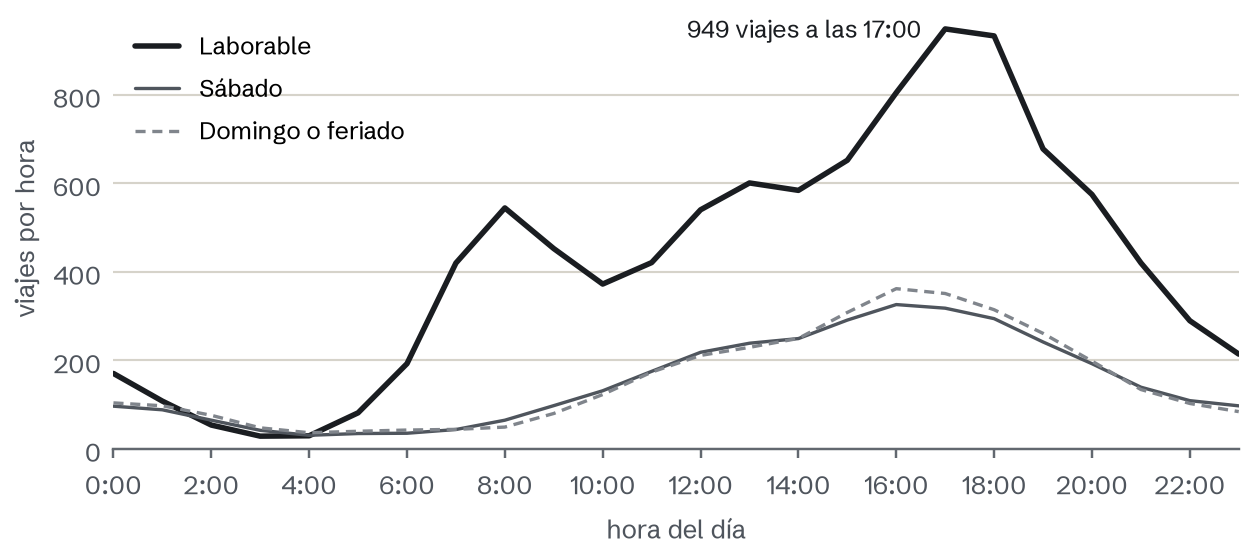 949 viajes a las 17:00
Laborable
Sábado
Domingo o feriado
viajes por hora
800
600
400
200
0
0:00 2:00 4:00 6:00 8:00 10:00 12:00 14:00 16:00 18:00 20:00 22:00
hora del día